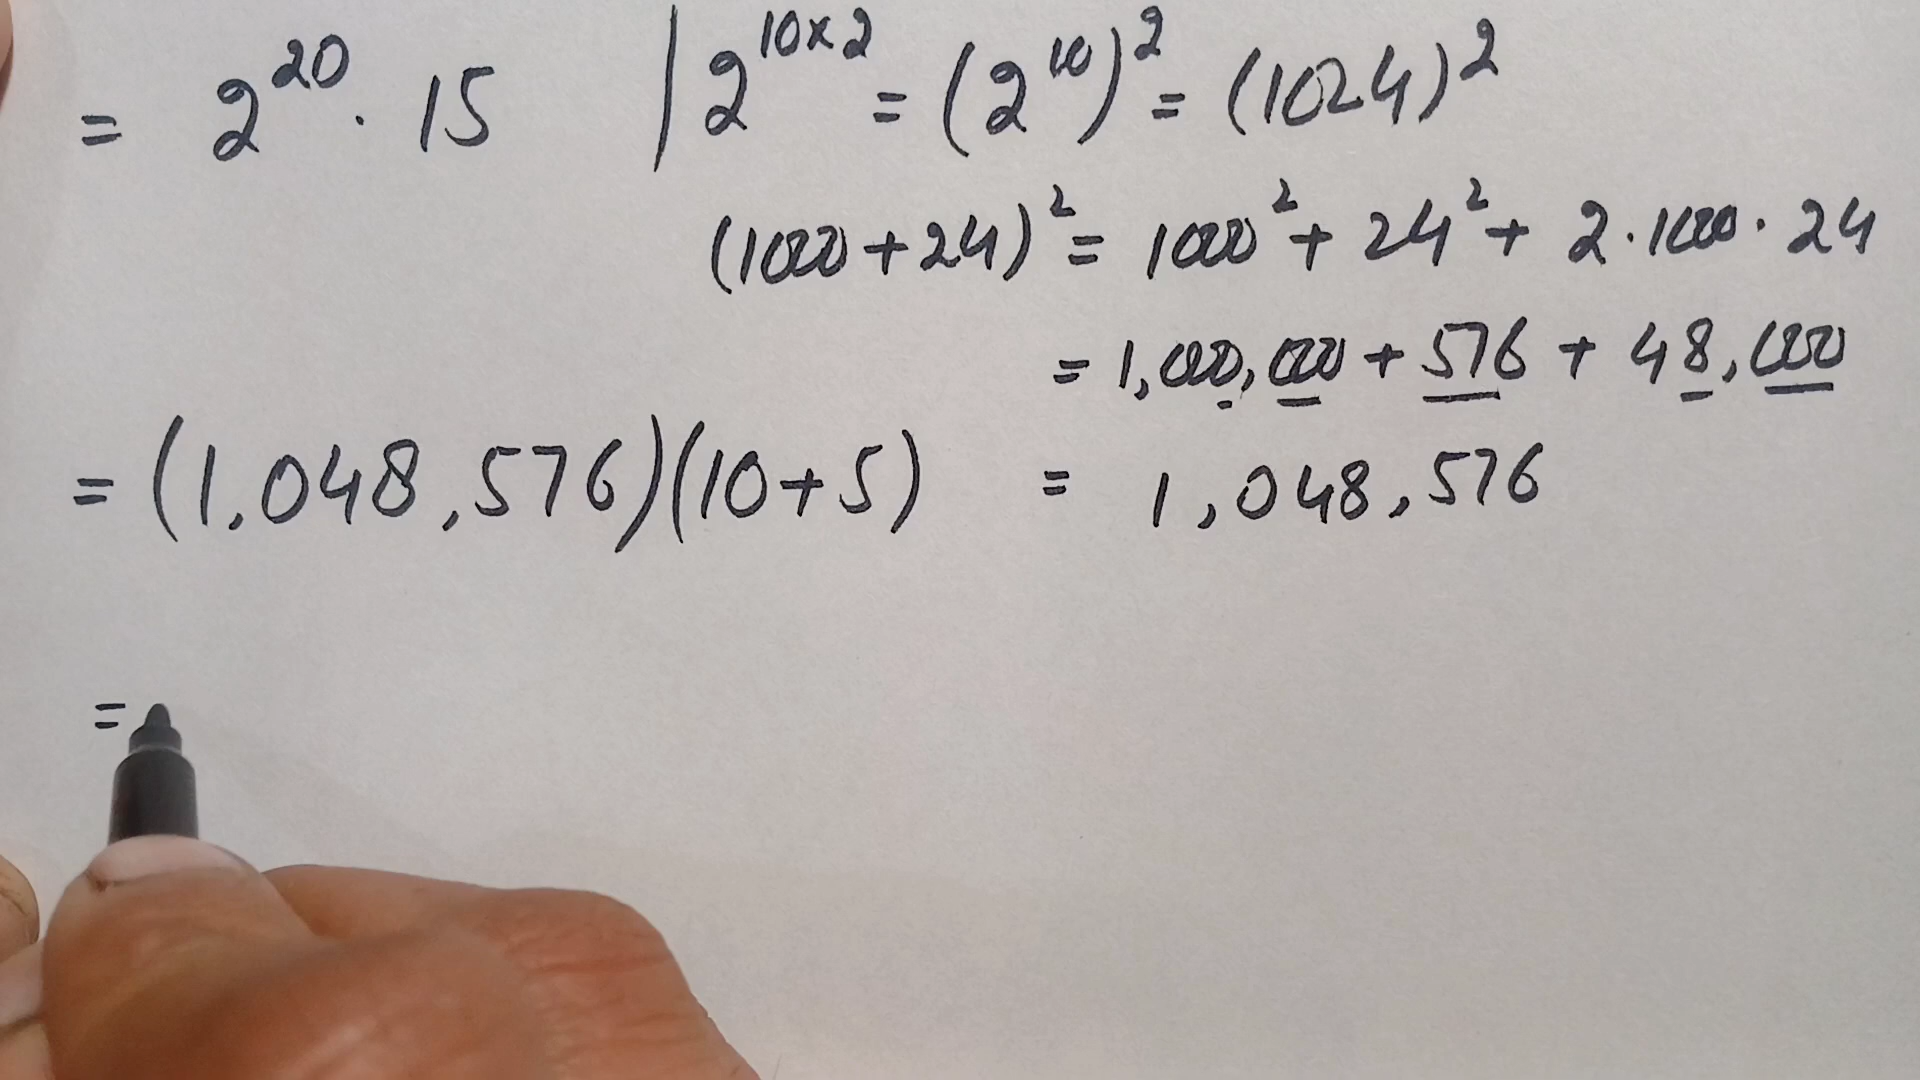 = 2^20 · 15 | 2^10×2 = (2^10)^2 = (1024)^2
(1000+24)^2 = 1000^2 + 24^2 + 2·1000·24
= 1,000,000 + 576 + 48,000
= (1,048,576)(10+5) = 1,048,576
=